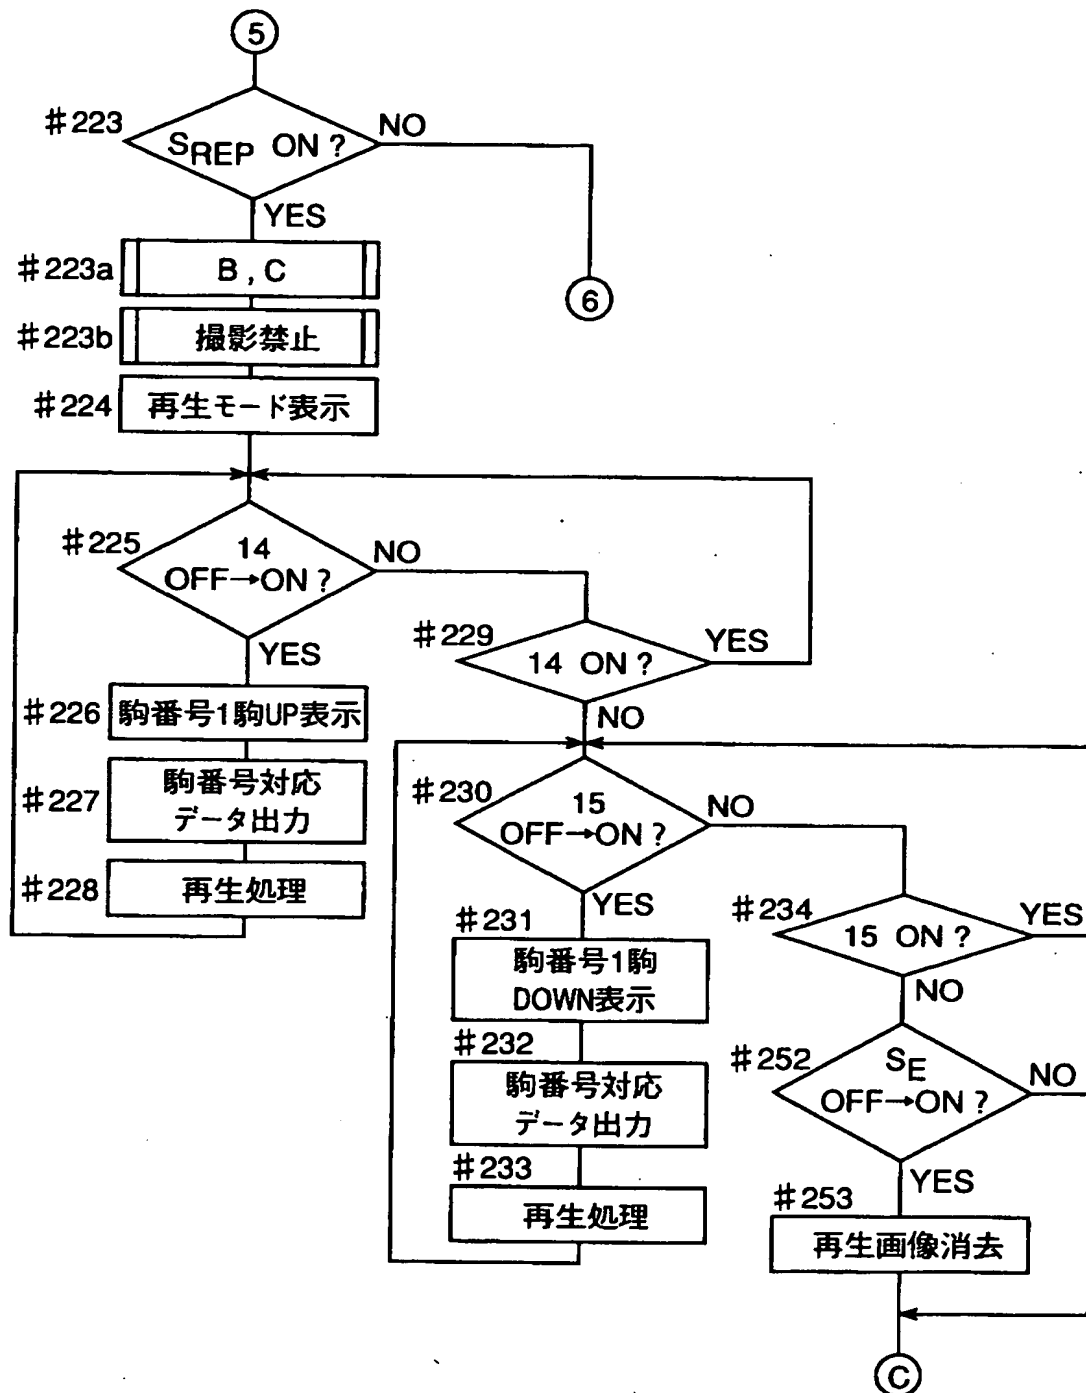 5
#223
SREP ON ?
NO
YES
#223a
B , C
6
#223b
撮影禁止
#224
再生モード表示
#225
14
OFF→ON ?
NO
YES
#229
14 ON ?
YES
NO
#226
駒番号1駒UP表示
#227
駒番号対応
データ出力
#228
再生処理
#230
15
OFF→ON ?
NO
YES
#231
駒番号1駒
DOWN表示
#232
駒番号対応
データ出力
#233
再生処理
#234
15 ON ?
YES
NO
#252
SE
OFF→ON ?
NO
YES
#253
再生画像消去
C